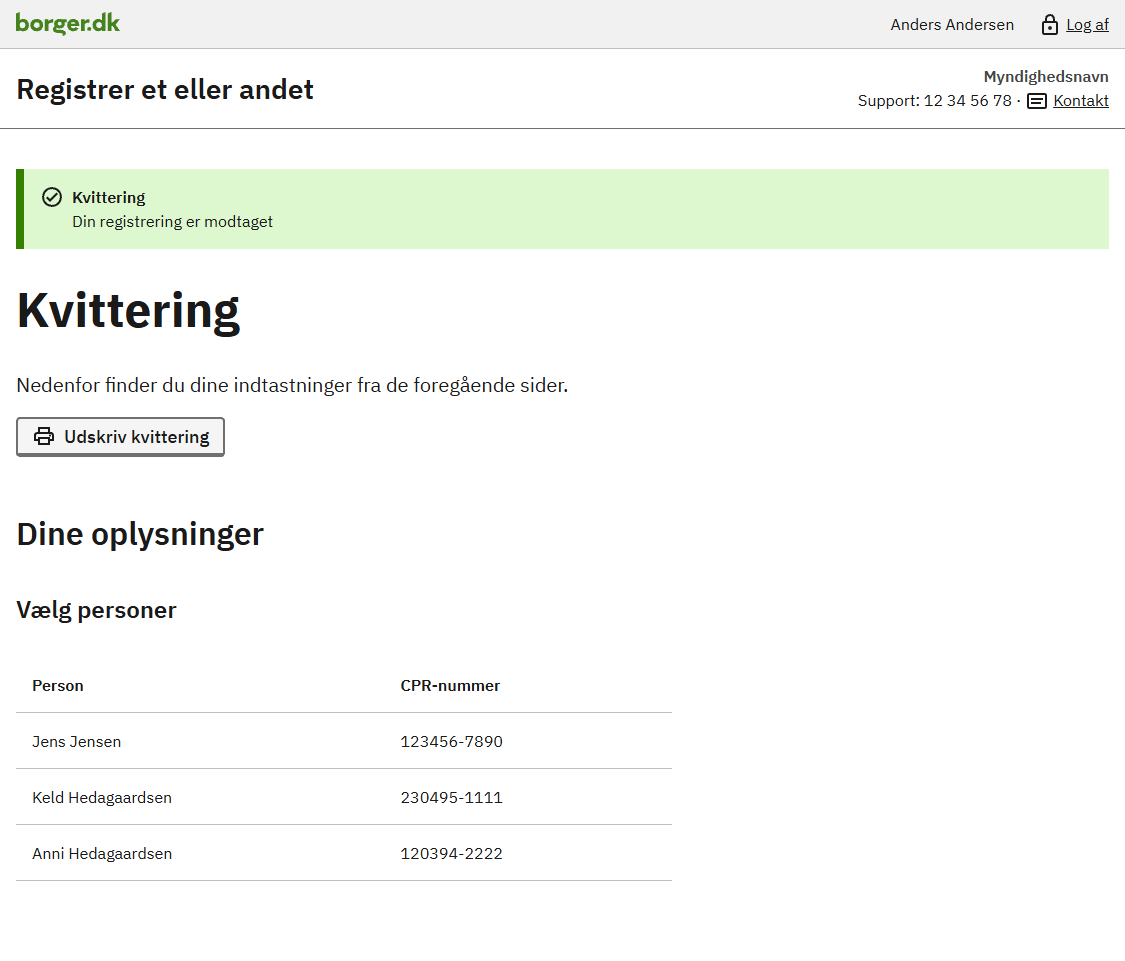 borger.dk Anders Andersen Log af
Registrer et eller andet
Myndighedsnavn
Support: 12 34 56 78 · Kontakt
Kvittering
Din registrering er modtaget
Kvittering
Nedenfor finder du dine indtastninger fra de foregående sider.
Udskriv kvittering
Dine oplysninger
Vælg personer
Person CPR-nummer
Jens Jensen 123456-7890
Keld Hedagaardsen 230495-1111
Anni Hedagaardsen 120394-2222